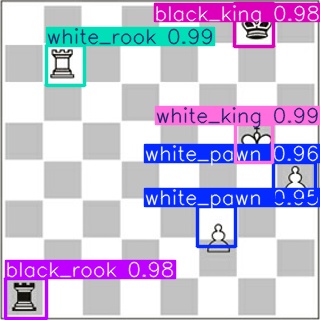 black_king 0.98
white_rook 0.99
white_king 0.99
white_pawn 0.96
white_pawn 0.95
black_rook 0.98